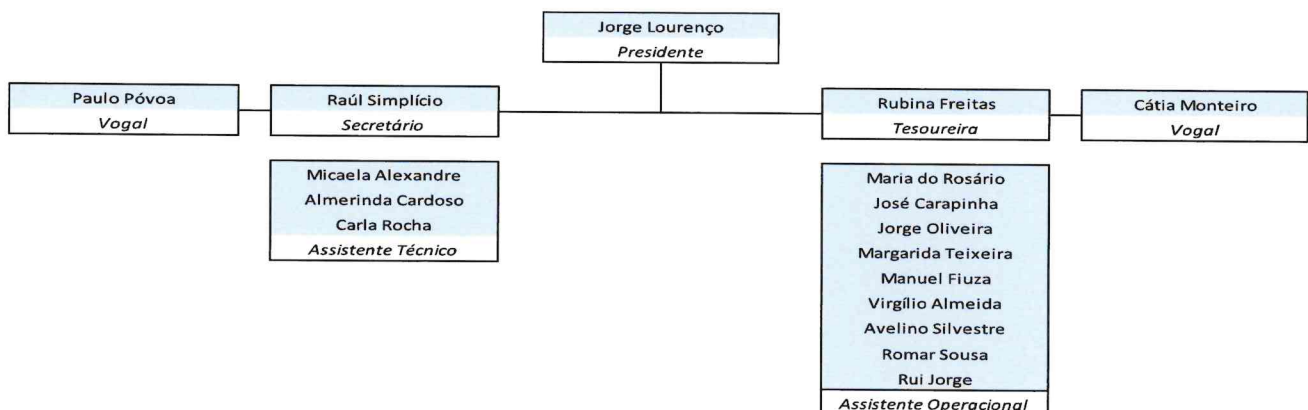 Jorge Lourenço
Presidente
Paulo Póvoa
Vogal
Raúl Simplício
Secretário
Rubina Freitas
Tesoureira
Cátia Monteiro
Vogal
Micaela Alexandre
Almerinda Cardoso
Carla Rocha
Assistente Técnico
Maria do Rosário
José Carapinha
Jorge Oliveira
Margarida Teixeira
Manuel Fiuza
Virgílio Almeida
Avelino Silvestre
Romar Sousa
Rui Jorge
Assistente Operacional